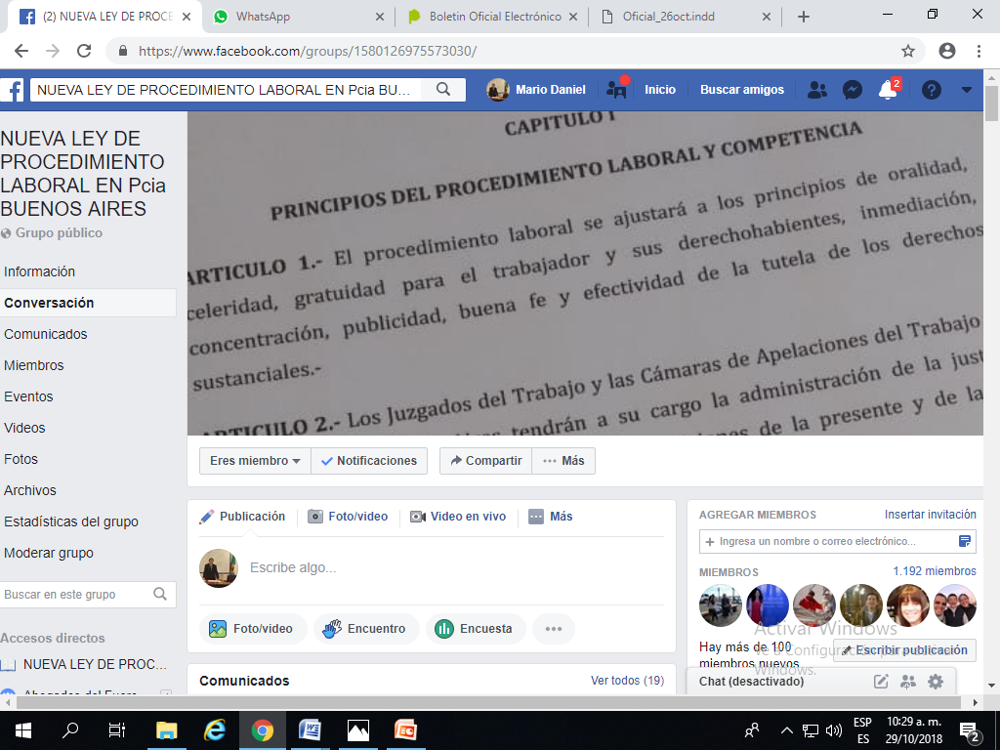 (2) NUEVA LEY DE PROCE
WhatsApp
Boletin Oficial Electrónico
Oficial_26oct.indd
https://www.facebook.com/groups/1580126975573030/
NUEVA LEY DE PROCEDIMIENTO LABORAL EN Pcia BU...
Mario Daniel
Inicio
Buscar amigos
2
NUEVA LEY DE
PROCEDIMIENTO
LABORAL EN Pcia
BUENOS AIRES
Grupo público
Información
Conversación
Comunicados
Miembros
Eventos
Videos
Fotos
Archivos
Estadísticas del grupo
Moderar grupo
Buscar en este grupo
Accesos directos
NUEVA LEY DE PROC...
CAPITULO I
PRINCIPIOS DEL PROCEDIMIENTO LABORAL Y COMPETENCIA
ARTICULO 1.- El procedimiento laboral se ajustará a los principios de oralidad,
celeridad, gratuidad para el trabajador y sus derechohabientes, inmediación,
concentración, publicidad, buena fe y efectividad de la tutela de los derechos
sustanciales.-
ARTICULO 2.- Los Juzgados del Trabajo y las Cámaras de Apelaciones del Trabajo
tendrán a su cargo la administración de la just
de la presente y de la
Eres miembro
Notificaciones
Compartir
Más
Publicación
Foto/video
Video en vivo
Más
Escribe algo...
Foto/video
Encuentro
Encuesta
Comunicados
Ver todos (19)
AGREGAR MIEMBROS
Insertar invitación
+ Ingresa un nombre o correo electrónico...
MIEMBROS
1.192 miembros
Activar Windows
Hay más de 100
miembros nuevos
Escribir publicación
Ve a Configura
Windows.
Chat (desactivado)
ESP
ES
10:29 a. m.
29/10/2018
2